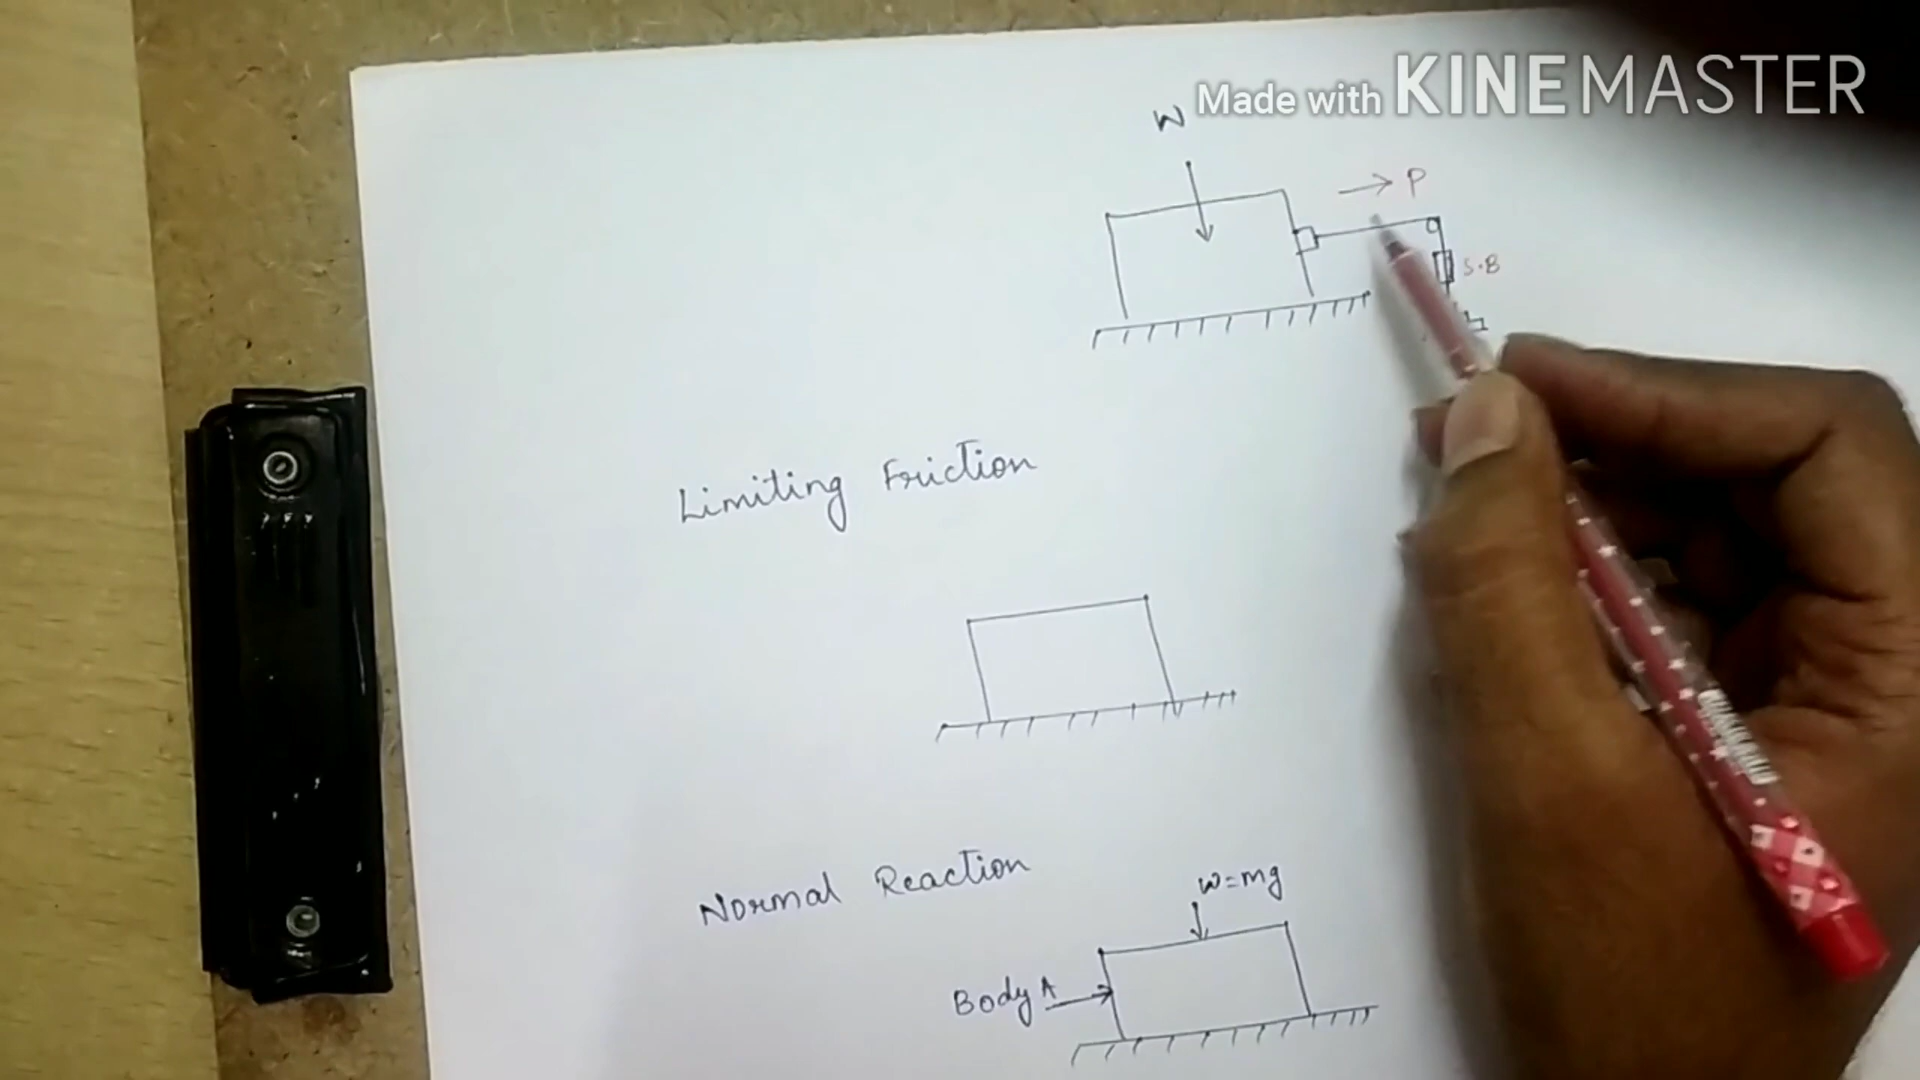 Made with KINEMASTER
W
P
S.B
Limiting Friction
Normal Reaction
W=mg
Body A